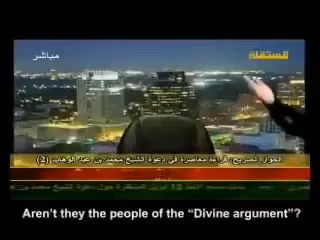 مباشر
المستقلة
الحوار الصريح: قراءة معاصرة في دعوة الشيخ محمد بن عبد الوهاب (2)
Aren't they the people of the “Divine argument”?